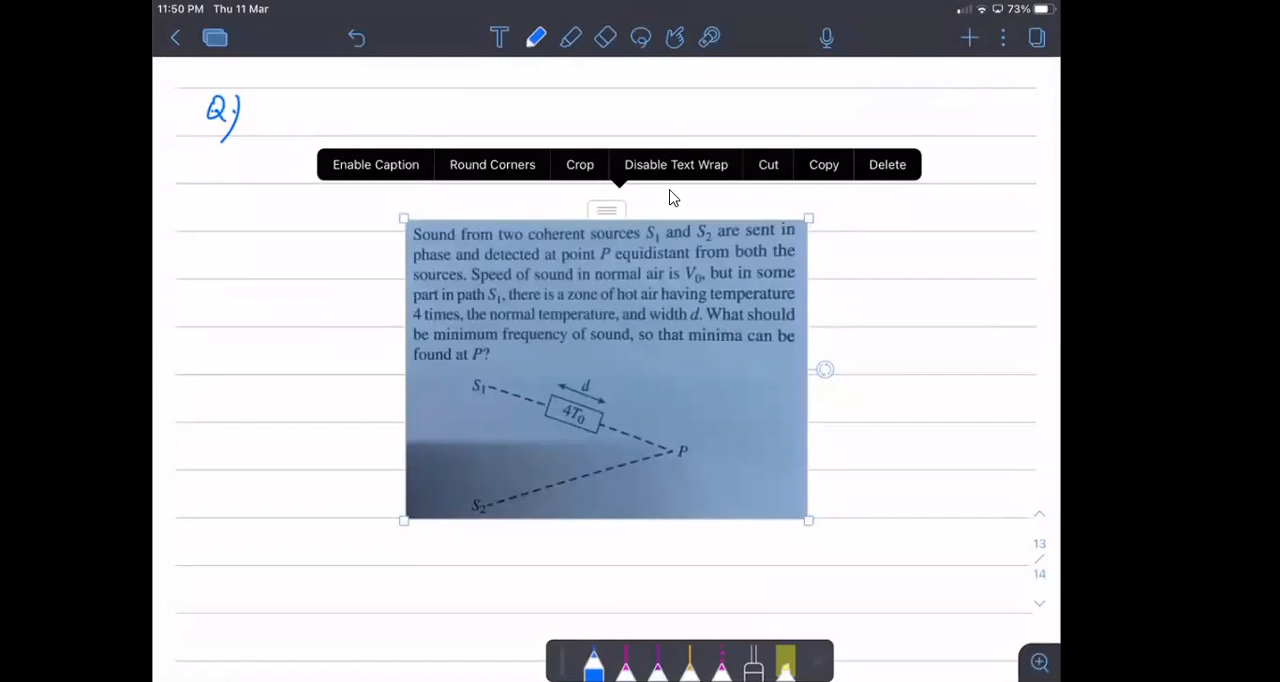 11:50 PM Thu 11 Mar
73%
Q)
Enable Caption Round Corners Crop Disable Text Wrap Cut Copy Delete
Sound from two coherent sources S₁ and S₂ are sent in
phase and detected at point P equidistant from both the
sources. Speed of sound in normal air is V₀, but in some
part in path S₁, there is a zone of hot air having temperature
4 times, the normal temperature, and width d. What should
be minimum frequency of sound, so that minima can be
found at P?
S₁
d
4T₀
P
S₂
13
/
14